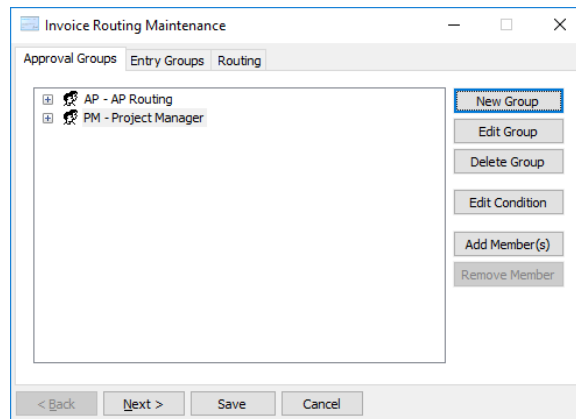 Invoice Routing Maintenance
Approval Groups Entry Groups Routing
AP - AP Routing
PM - Project Manager
New Group
Edit Group
Delete Group
Edit Condition
Add Member(s)
Remove Member
< Back Next > Save Cancel